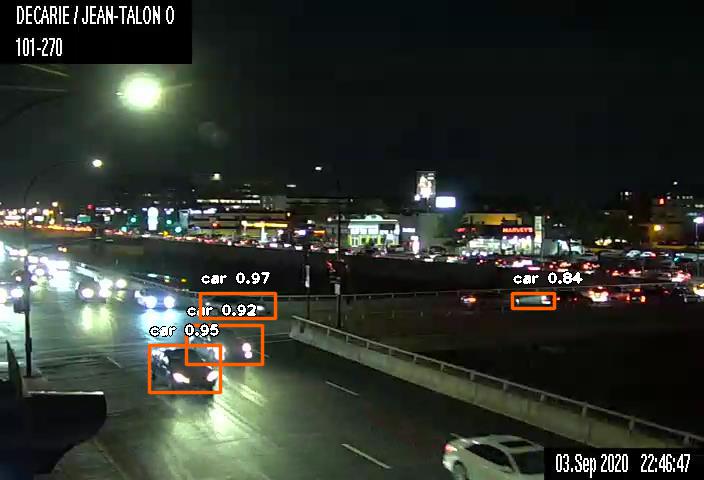 DECARIE / JEAN-TALON O
101-270
HARVEY'S
car 0.97
car 0.84
car 0.92
car 0.95
03.Sep 2020 22:46:47